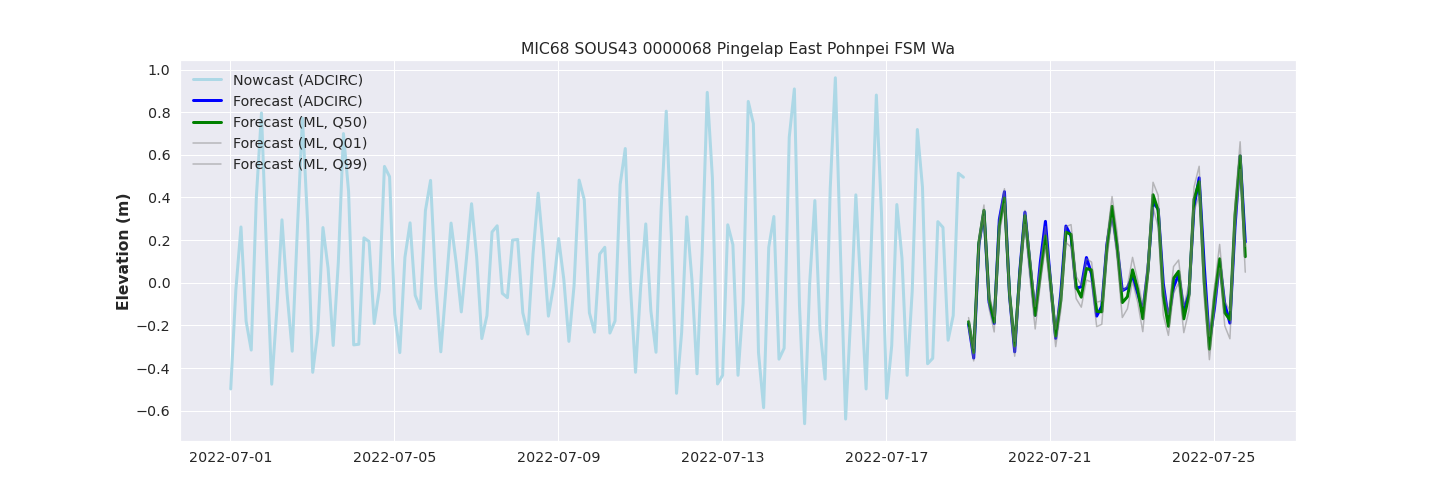 MIC68 SOUS43 0000068 Pingelap East Pohnpei FSM Wa
Nowcast (ADCIRC)
Forecast (ADCIRC)
Forecast (ML, Q50)
Forecast (ML, Q01)
Forecast (ML, Q99)
Elevation (m)
1.0
0.8
0.6
0.4
0.2
0.0
−0.2
−0.4
−0.6
2022-07-01 2022-07-05 2022-07-09 2022-07-13 2022-07-17 2022-07-21 2022-07-25